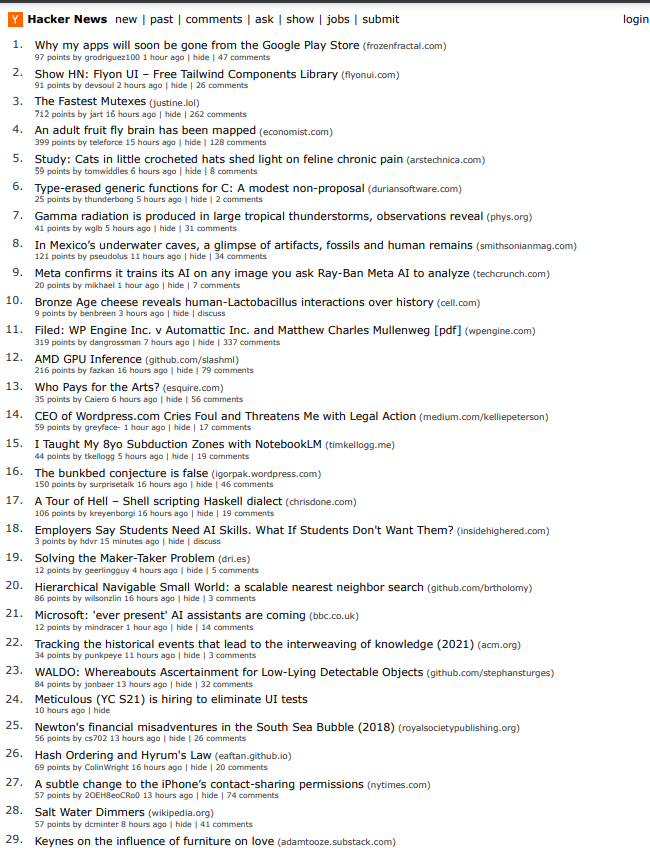 Y Hacker News new | past | comments | ask | show | jobs | submit login
1. Why my apps will soon be gone from the Google Play Store (frozenfractal.com)
97 points by grodriguez100 1 hour ago | hide | 47 comments
2. Show HN: Flyon UI – Free Tailwind Components Library (flyonui.com)
91 points by devsoul 2 hours ago | hide | 26 comments
3. The Fastest Mutexes (justine.lol)
712 points by jart 16 hours ago | hide | 262 comments
4. An adult fruit fly brain has been mapped (economist.com)
399 points by teleforce 15 hours ago | hide | 128 comments
5. Study: Cats in little crocheted hats shed light on feline chronic pain (arstechnica.com)
59 points by tomwiddles 6 hours ago | hide | 8 comments
6. Type-erased generic functions for C: A modest non-proposal (duriansoftware.com)
25 points by thunderbong 5 hours ago | hide | 2 comments
7. Gamma radiation is produced in large tropical thunderstorms, observations reveal (phys.org)
41 points by wglb 5 hours ago | hide | 31 comments
8. In Mexico’s underwater caves, a glimpse of artifacts, fossils and human remains (smithsonianmag.com)
121 points by pseudolus 11 hours ago | hide | 34 comments
9. Meta confirms it trains its AI on any image you ask Ray-Ban Meta AI to analyze (techcrunch.com)
20 points by mikhael 1 hour ago | hide | 7 comments
10. Bronze Age cheese reveals human-Lactobacillus interactions over history (cell.com)
9 points by benbreen 3 hours ago | hide | discuss
11. Filed: WP Engine Inc. v Automattic Inc. and Matthew Charles Mullenweg [pdf] (wpengine.com)
319 points by dangrossman 7 hours ago | hide | 337 comments
12. AMD GPU Inference (github.com/slashml)
216 points by fazkan 16 hours ago | hide | 79 comments
13. Who Pays for the Arts? (esquire.com)
35 points by Caiero 6 hours ago | hide | 56 comments
14. CEO of Wordpress.com Cries Foul and Threatens Me with Legal Action (medium.com/kelliepeterson)
59 points by greyface- 1 hour ago | hide | 17 comments
15. I Taught My 8yo Subduction Zones with NotebookLM (timkellogg.me)
44 points by tkellogg 5 hours ago | hide | 19 comments
16. The bunkbed conjecture is false (igorpak.wordpress.com)
150 points by surprisetalk 16 hours ago | hide | 46 comments
17. A Tour of Hell – Shell scripting Haskell dialect (chrisdone.com)
106 points by kreyenborgi 16 hours ago | hide | 19 comments
18. Employers Say Students Need AI Skills. What If Students Don't Want Them? (insidehighered.com)
3 points by hdvr 15 minutes ago | hide | discuss
19. Solving the Maker-Taker Problem (dri.es)
12 points by geerlingguy 4 hours ago | hide | 5 comments
20. Hierarchical Navigable Small World: a scalable nearest neighbor search (github.com/brtholomy)
86 points by wilsonzlin 16 hours ago | hide | 3 comments
21. Microsoft: 'ever present' AI assistants are coming (bbc.co.uk)
12 points by mindracer 1 hour ago | hide | 14 comments
22. Tracking the historical events that lead to the interweaving of knowledge (2021) (acm.org)
34 points by punkpeye 11 hours ago | hide | 3 comments
23. WALDO: Whereabouts Ascertainment for Low-Lying Detectable Objects (github.com/stephansturges)
84 points by jonbaer 13 hours ago | hide | 32 comments
24. Meticulous (YC S21) is hiring to eliminate UI tests
10 hours ago | hide
25. Newton's financial misadventures in the South Sea Bubble (2018) (royalsocietypublishing.org)
56 points by cs702 13 hours ago | hide | 26 comments
26. Hash Ordering and Hyrum's Law (eaftan.github.io)
69 points by ColinWright 16 hours ago | hide | 20 comments
27. A subtle change to the iPhone’s contact-sharing permissions (nytimes.com)
57 points by 2OEH8eoCRo0 13 hours ago | hide | 74 comments
28. Salt Water Dimmers (wikipedia.org)
57 points by dcminter 8 hours ago | hide | 41 comments
29. Keynes on the influence of furniture on love (adamtooze.substack.com)